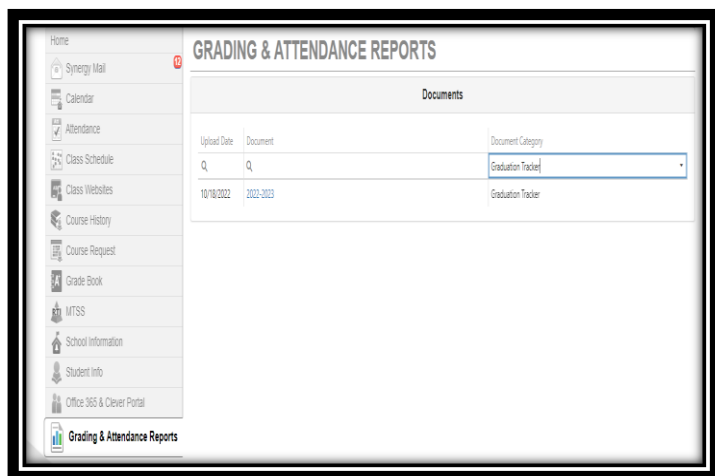 Home
Synergy Mail
12
Calendar
Attendance
Class Schedule
Class Websites
Course History
Course Request
Grade Book
MTSS
School Information
Student Info
Office 365 & Clever Portal
Grading & Attendance Reports
GRADING & ATTENDANCE REPORTS
Documents
Upload Date Document Document Category
Graduation Tracker
10/18/2022 2022-2023 Graduation Tracker